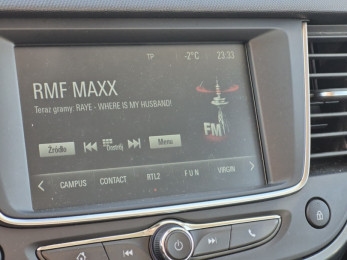 TP -2°C 23:33
RMF MAXX
Teraz gramy: RAYE - WHERE IS MY HUSBAND!
FM
Źródło Menu
CAMPUS CONTACT RTL2 F U N VIRGIN